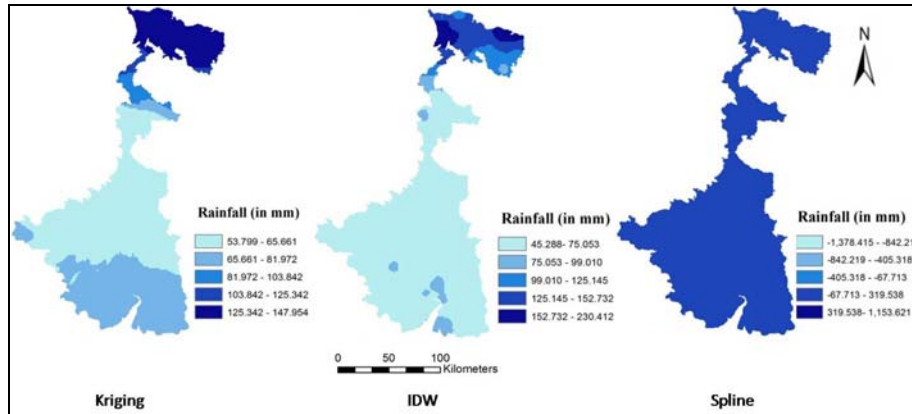 N
Rainfall (in mm)
53.799 - 65.661
65.661 - 81.972
81.972 - 103.842
103.842 - 125.342
125.342 - 147.954
Rainfall (in mm)
45.288- 75.053
75.053 - 99.010
99.010 - 125.145
125.145 - 152.732
152.732 - 230.412
Rainfall (in mm)
-1,378.415 - -842.21
-842.219 - -405.318
-405.318 - -67.713
-67.713 - 319.538
319.538- 1,153.621
0 50 100
Kilometers
Kriging
IDW
Spline